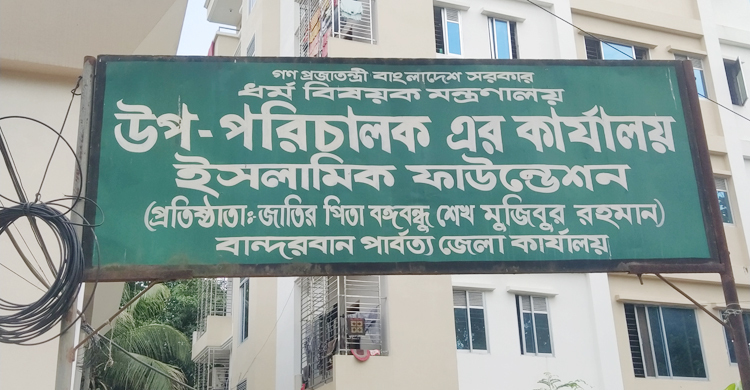 গণ প্রজাতন্ত্রী বাংলাদেশ সরকার
ধর্ম বিষয়ক মন্ত্রণালয়
উপ-পরিচালক এর কার্যালয়
ইসলামিক ফাউন্ডেশন
(প্রতিষ্ঠাতা: জাতির পিতা বঙ্গবন্ধু শেখ মুজিবুর রহমান)
বান্দরবান পার্বত্য জেলা কার্যালয়